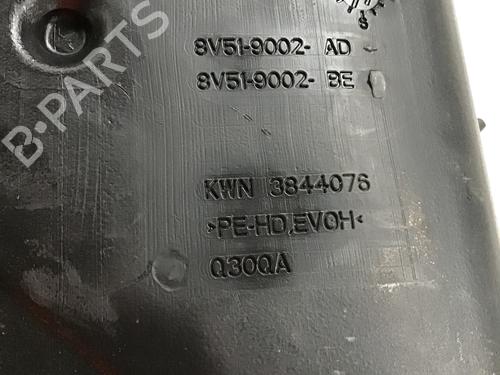 8V51-9002- AD
8V51-9002- BE
KWN 3844076
>PE-HD,EVOH<
Q30QA
B-PARTS